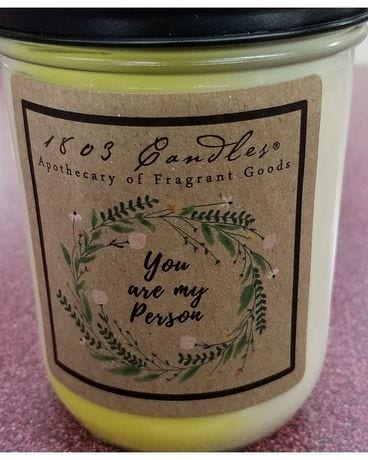 1803 Candles®
Apothecary of Fragrant Goods
You
are my
Person